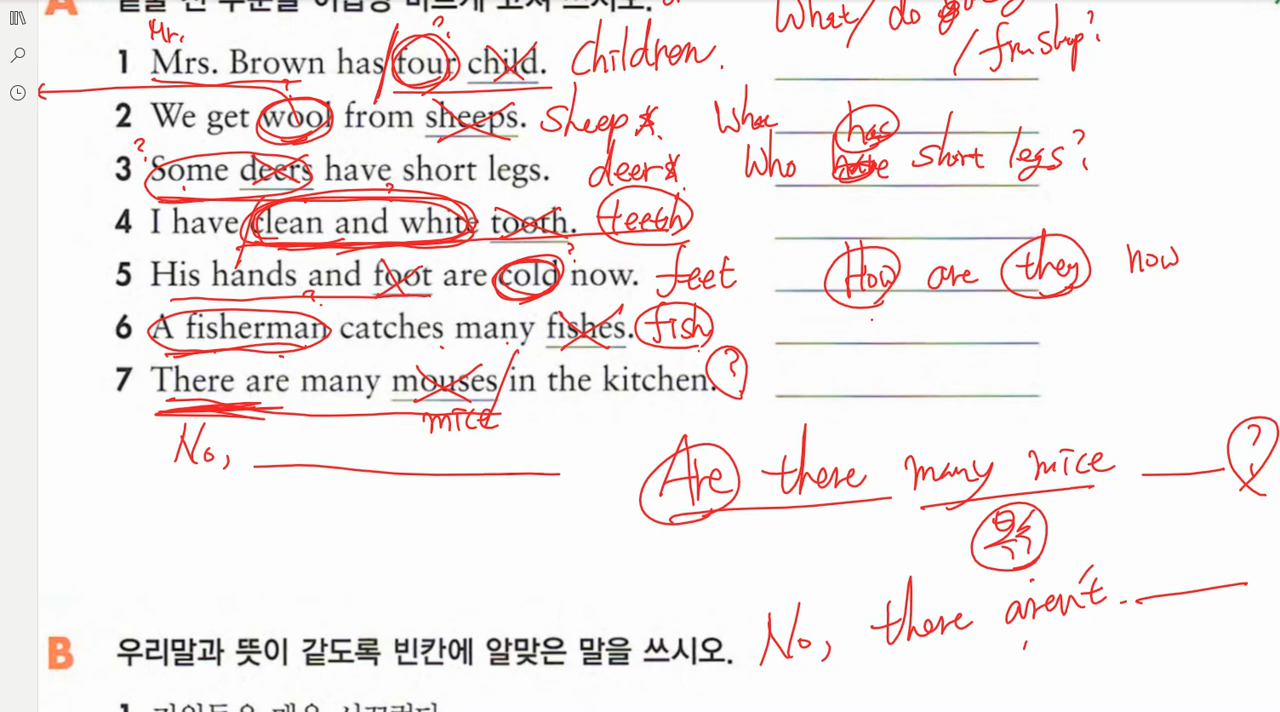 A 밑줄 친 부분을 어법상 바르게 고쳐 쓰시오.
What / do
Mr.
/ from sheep?
?
1 Mrs. Brown has four child. Children.
?
2 We get wool from sheeps. sheep Whoe has
?
3 Some deers have short legs. deer Who have short legs?
?
4 I have clean and white tooth. teeth
?
5 His hands and foot are cold now. feet How are they now
?
6 A fisherman catches many fishes. fish
7 There are many mouses in the kitchen. ?
mice
No,
Are there many mice ?
No, there aren't.
B 우리말과 뜻이 같도록 빈칸에 알맞은 말을 쓰시오.
1